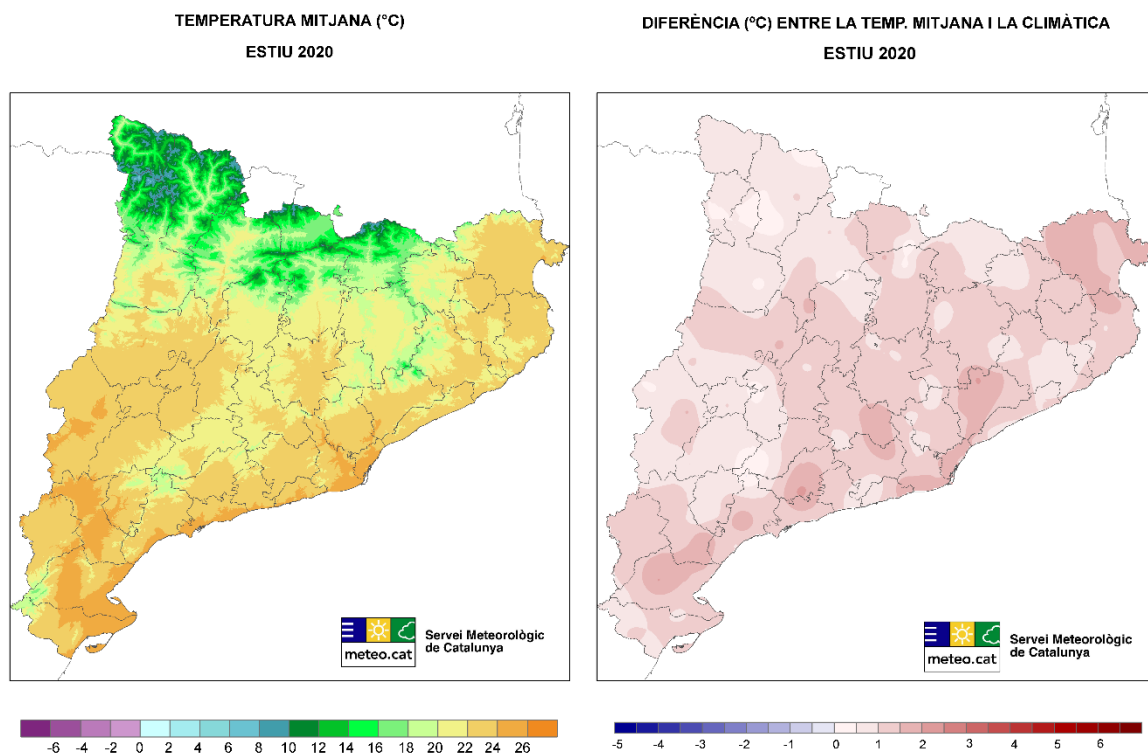 TEMPERATURA MITJANA (°C)
ESTIU 2020
DIFERÈNCIA (ºC) ENTRE LA TEMP. MITJANA I LA CLIMÀTICA
ESTIU 2020
meteo.cat
Servei Meteorològic
de Catalunya
meteo.cat
Servei Meteorològic
de Catalunya
-6 -4 -2 0 2 4 6 8 10 12 14 16 18 20 22 24 26
-5 -4 -3 -2 -1 0 1 2 3 4 5 6